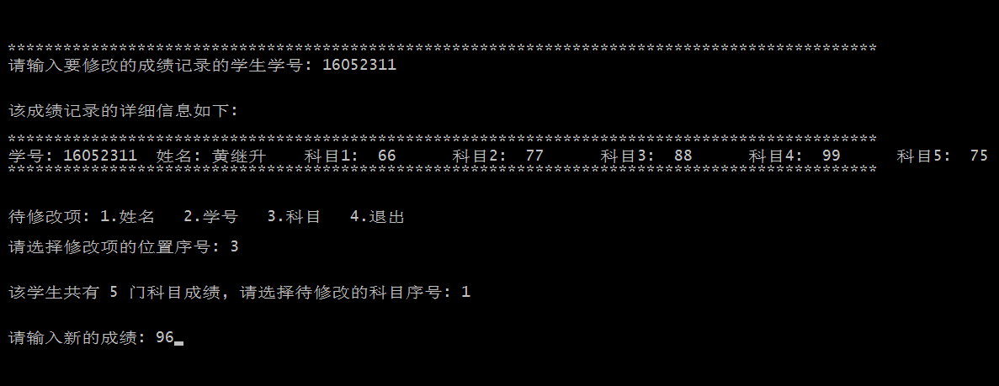 **********************************************************************************************
请输入要修改的成绩记录的学生学号: 16052311
该成绩记录的详细信息如下:
**********************************************************************************************
学号: 16052311  姓名: 黄继升    科目1:  66      科目2:  77      科目3:  88      科目4:  99      科目5:  75
**********************************************************************************************
待修改项: 1.姓名   2.学号   3.科目   4.退出
请选择修改项的位置序号: 3
该学生共有 5 门科目成绩, 请选择待修改的科目序号: 1
请输入新的成绩: 96_